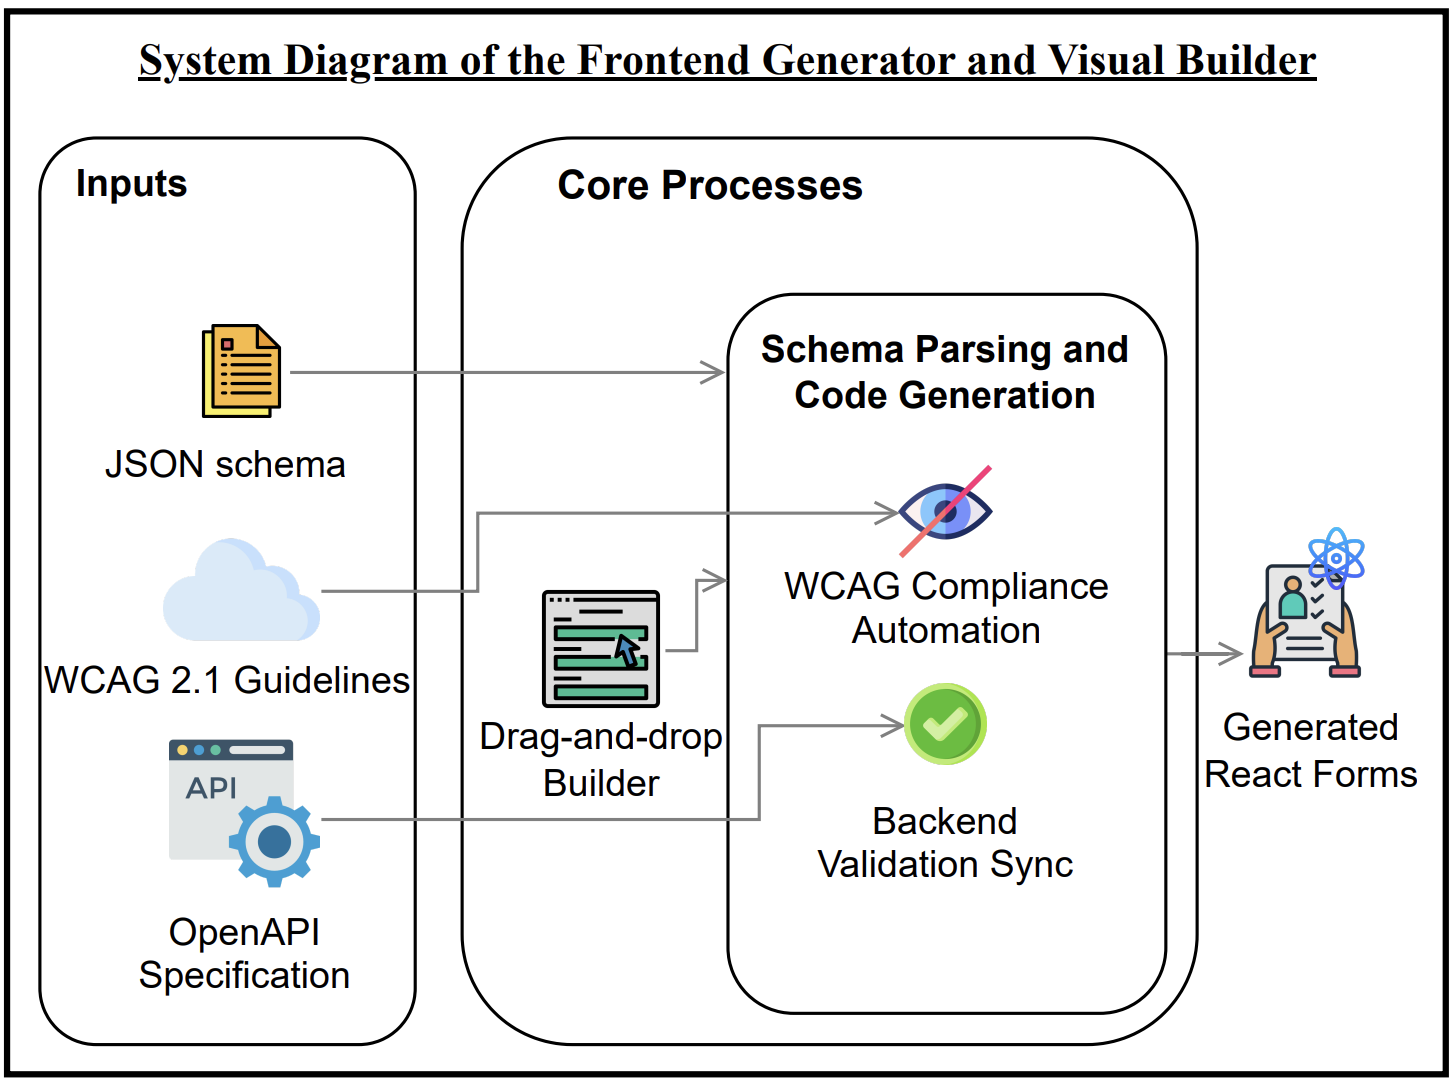 System Diagram of the Frontend Generator and Visual Builder
Inputs
JSON schema
WCAG 2.1 Guidelines
API
OpenAPI
Specification
Core Processes
Drag-and-drop
Builder
Schema Parsing and
Code Generation
WCAG Compliance
Automation
Backend
Validation Sync
Generated
React Forms